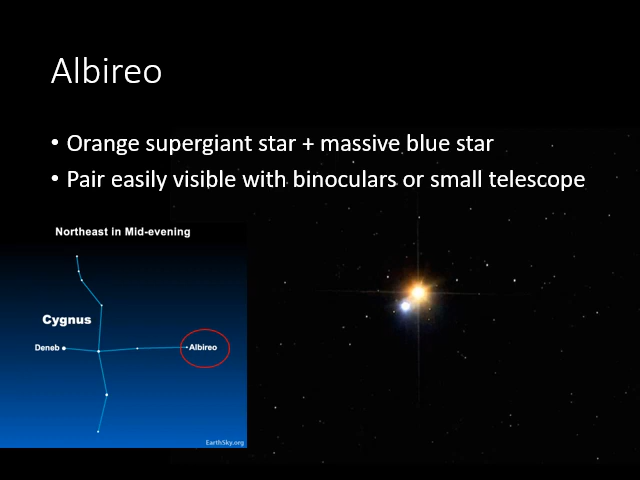 Albireo
• Orange supergiant star + massive blue star
• Pair easily visible with binoculars or small telescope
Northeast in Mid-evening
Cygnus
Deneb
Albireo
EarthSky.org